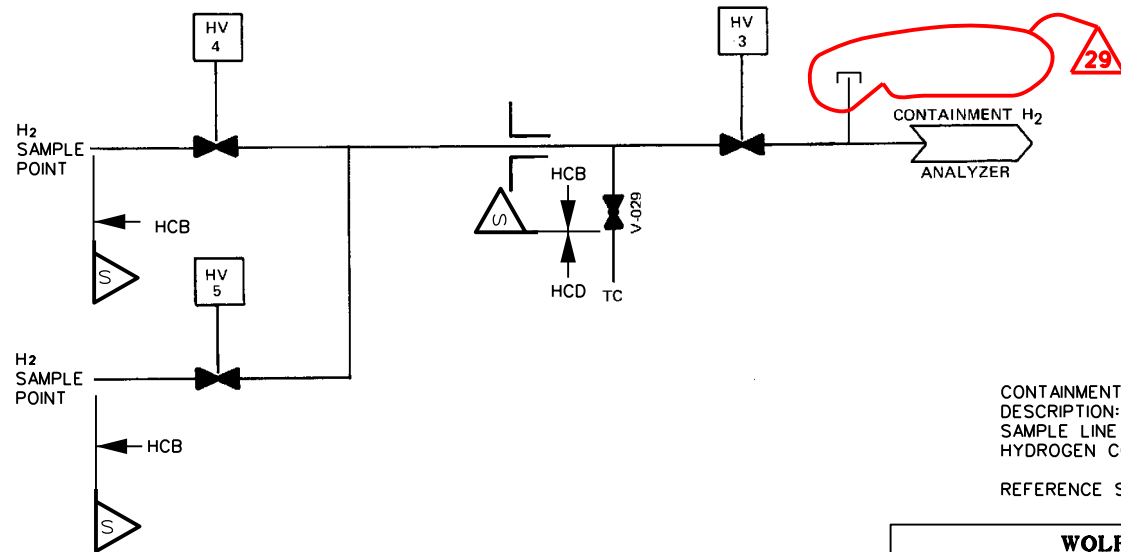 HV
4
HV
3
29
H2
SAMPLE
POINT
CONTAINMENT H2
ANALYZER
HCB
HCB
S
S
V-029
HCD
TC
HV
5
H2
SAMPLE
POINT
HCB
S
CONTAINMENT
DESCRIPTION:
SAMPLE LINE
HYDROGEN C
REFERENCE S
WOLF